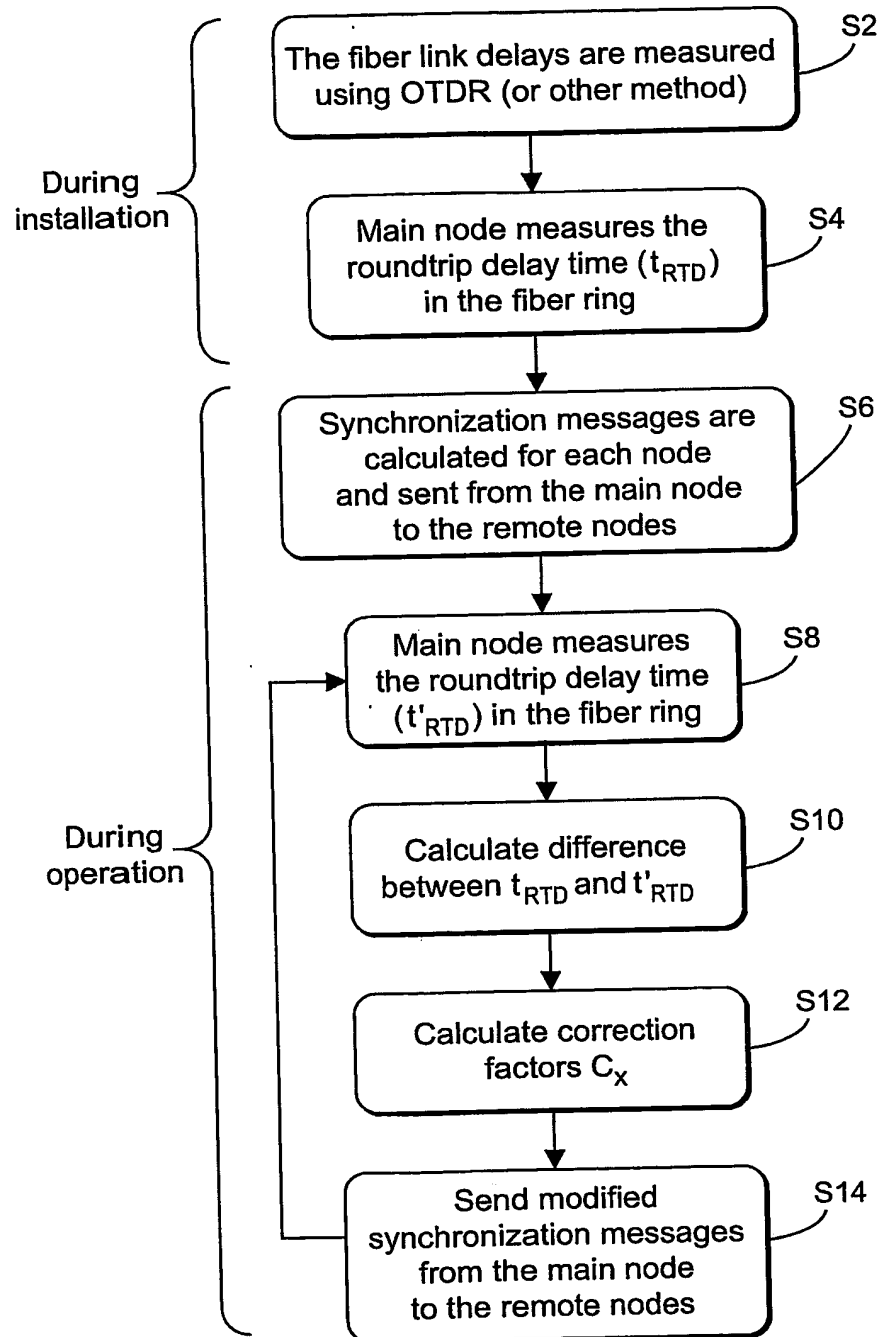 S2
The fiber link delays are measured
using OTDR (or other method)
During
installation
S4
Main node measures the
roundtrip delay time (tRTD)
in the fiber ring
S6
Synchronization messages are
calculated for each node
and sent from the main node
to the remote nodes
S8
Main node measures
the roundtrip delay time
(t'RTD) in the fiber ring
During
operation
S10
Calculate difference
between tRTD and t'RTD
S12
Calculate correction
factors Cx
S14
Send modified
synchronization messages
from the main node
to the remote nodes